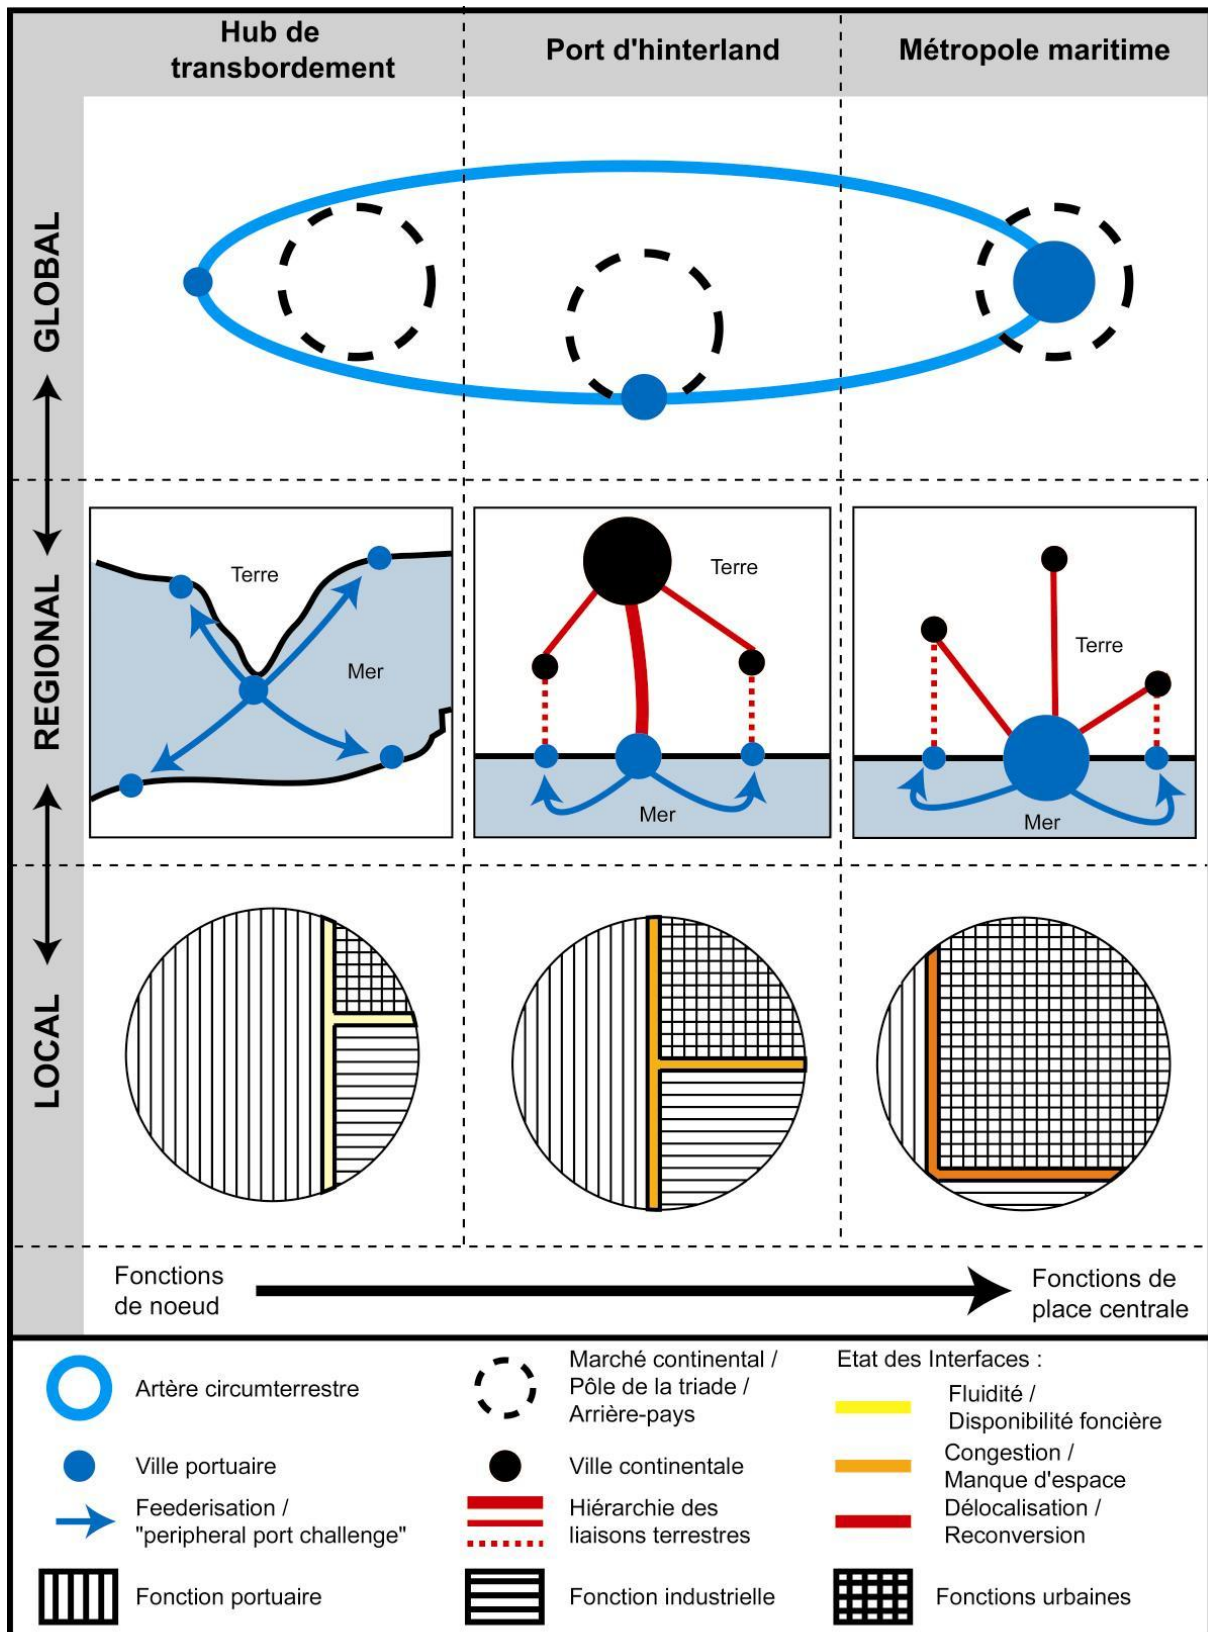 Hub de
transbordement
Port d'hinterland
Métropole maritime
GLOBAL
REGIONAL
Terre
Mer
Terre
Mer
Terre
Mer
LOCAL
Fonctions
de noeud
Fonctions de
place centrale
Artère circumterrestre
Marché continental /
Pôle de la triade /
Arrière-pays
Etat des Interfaces :
Fluidité /
Disponibilité foncière
Ville portuaire
Ville continentale
Congestion /
Manque d'espace
Feederisation /
"peripheral port challenge"
Hiérarchie des
liaisons terrestres
Délocalisation /
Reconversion
Fonction portuaire
Fonction industrielle
Fonctions urbaines